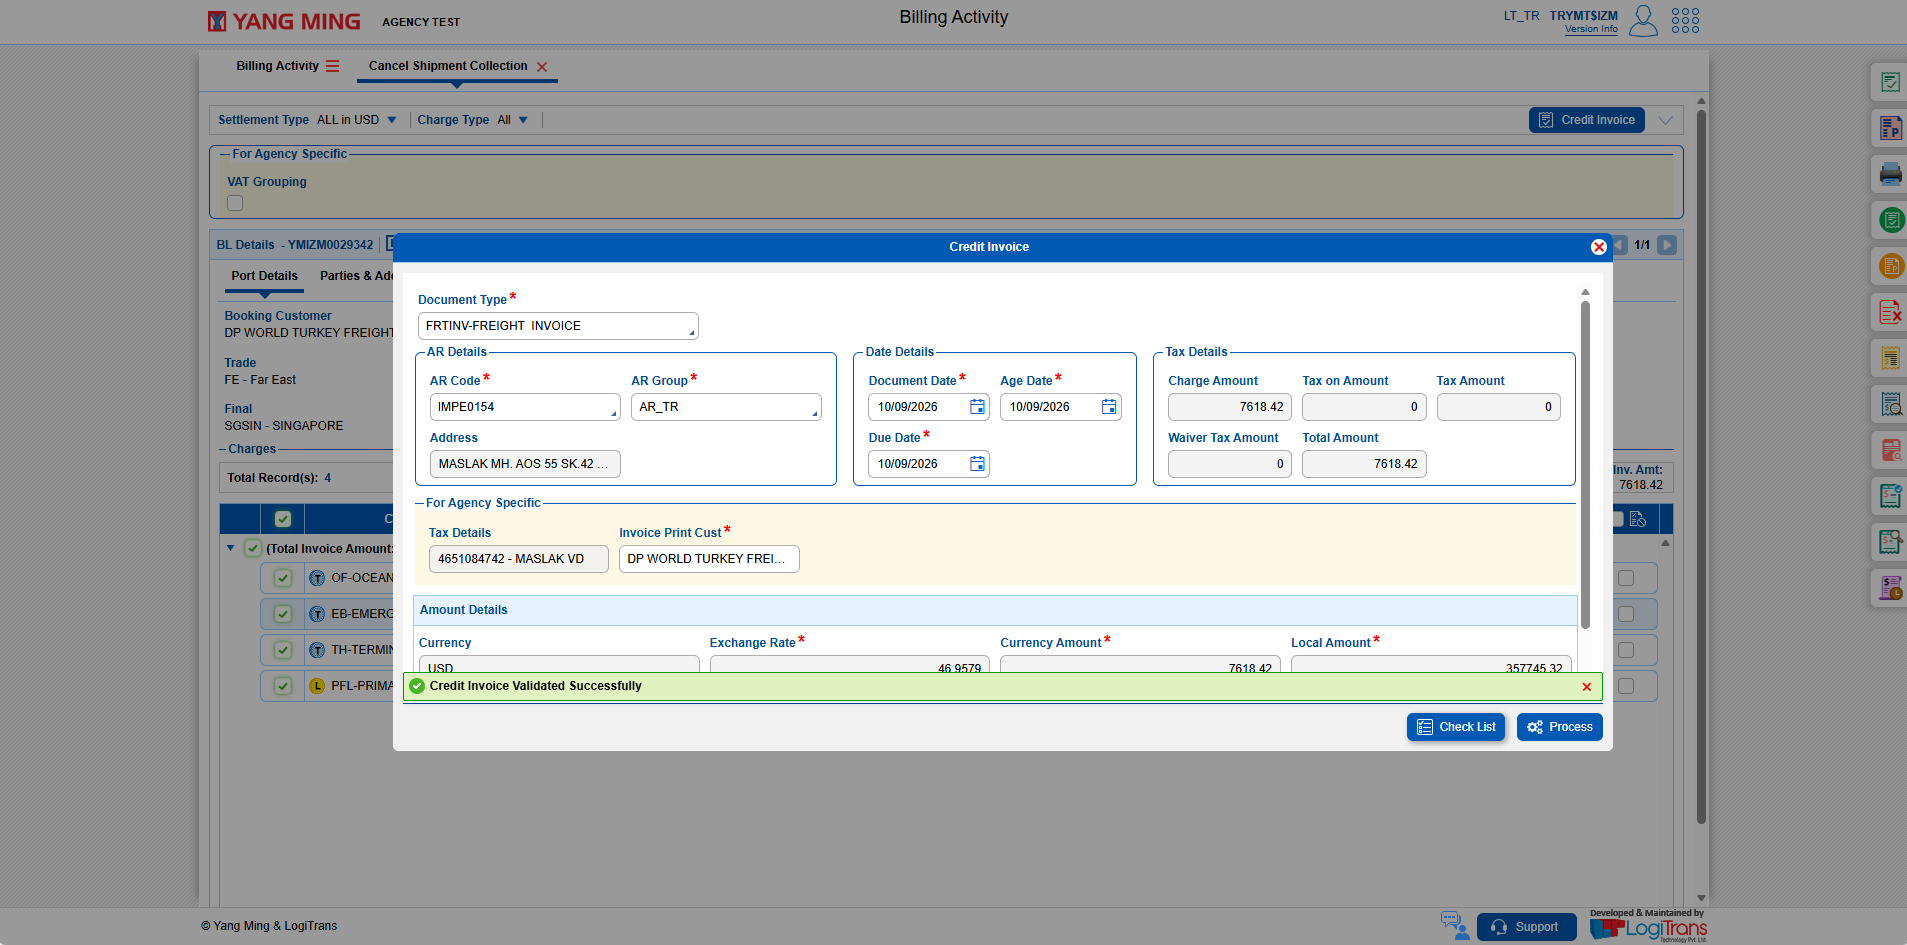 YANG MING AGENCY TEST
Billing Activity
LT_TR TRYMT$IZM
Version Info
Billing Activity
Cancel Shipment Collection
Settlement Type ALL in USD
Charge Type All
Credit Invoice
For Agency Specific
VAT Grouping
BL Details - YMIZM0029342
1/1
Credit Invoice
Port Details
Booking Customer
DP WORLD TURKEY FREIGHT
Trade
FE - Far East
Final
SGSIN - SINGAPORE
Charges
Total Record(s): 4
Inv. Amt:
7618.42
(Total Invoice Amount:
OF-OCEAN
Document Type *
FRTINV-FREIGHT INVOICE
AR Details
AR Code *
AR Group *
IMPE0154
AR_TR
Address
MASLAK MH. AOS 55 SK.42 ...
Date Details
Document Date *
Age Date *
10/09/2026
10/09/2026
Due Date *
10/09/2026
Tax Details
Charge Amount
Tax on Amount
Tax Amount
7618.42
0
0
Waiver Tax Amount
Total Amount
0
7618.42
For Agency Specific
Tax Details
Invoice Print Cust *
4651084742 - MASLAK VD
DP WORLD TURKEY FREI...
Amount Details
Currency
Exchange Rate *
Currency Amount *
Local Amount *
USD
46.9579
7618.42
357745.32
Credit Invoice Validated Successfully
Check List
Process
© Yang Ming & LogiTrans
Support
Developed & Maintained by
LogiTrans
Technology Pvt. Ltd.